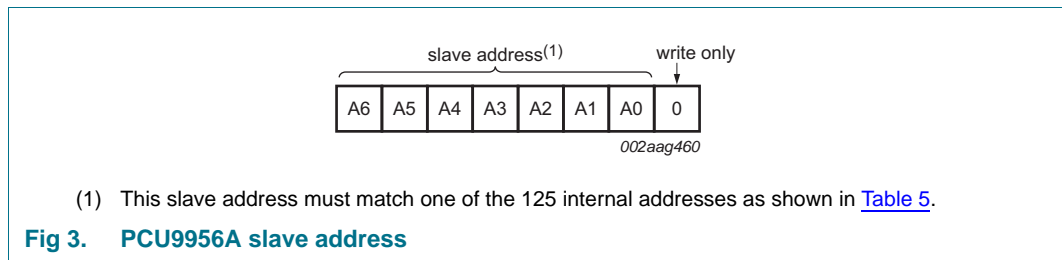 slave address(1) write only
A6 A5 A4 A3 A2 A1 A0 0
002aag460
(1) This slave address must match one of the 125 internal addresses as shown in Table 5.
Fig 3. PCU9956A slave address